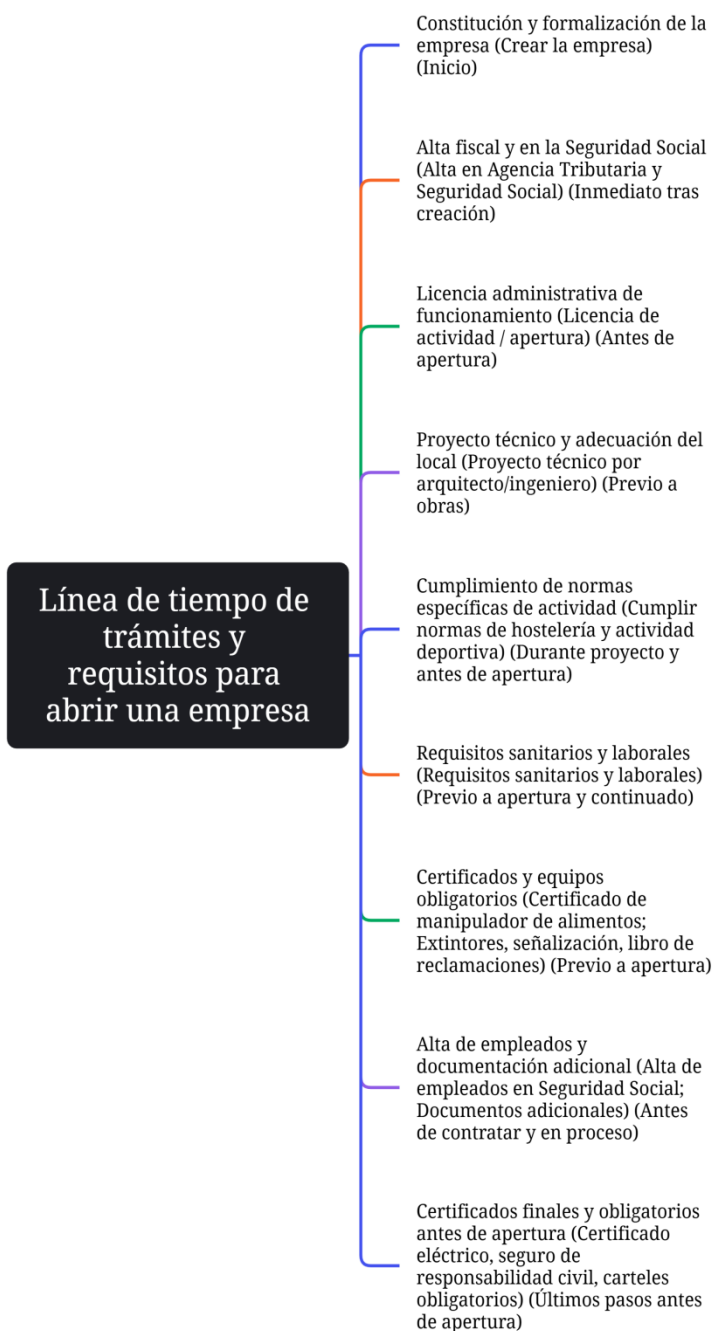 Constitución y formalización de la
empresa (Crear la empresa)
(Inicio)
Alta fiscal y en la Seguridad Social
(Alta en Agencia Tributaria y
Seguridad Social) (Inmediato tras
creación)
Licencia administrativa de
funcionamiento (Licencia de
actividad / apertura) (Antes de
apertura)
Proyecto técnico y adecuación del
local (Proyecto técnico por
arquitecto/ingeniero) (Previo a
obras)
Línea de tiempo de
trámites y
requisitos para
abrir una empresa
Cumplimiento de normas
específicas de actividad (Cumplir
normas de hostelería y actividad
deportiva) (Durante proyecto y
antes de apertura)
Requisitos sanitarios y laborales
(Requisitos sanitarios y laborales)
(Previo a apertura y continuado)
Certificados y equipos
obligatorios (Certificado de
manipulador de alimentos;
Extintores, señalización, libro de
reclamaciones) (Previo a apertura)
Alta de empleados y
documentación adicional (Alta de
empleados en Seguridad Social;
Documentos adicionales) (Antes
de contratar y en proceso)
Certificados finales y obligatorios
antes de apertura (Certificado
eléctrico, seguro de
responsabilidad civil, carteles
obligatorios) (Últimos pasos antes
de apertura)